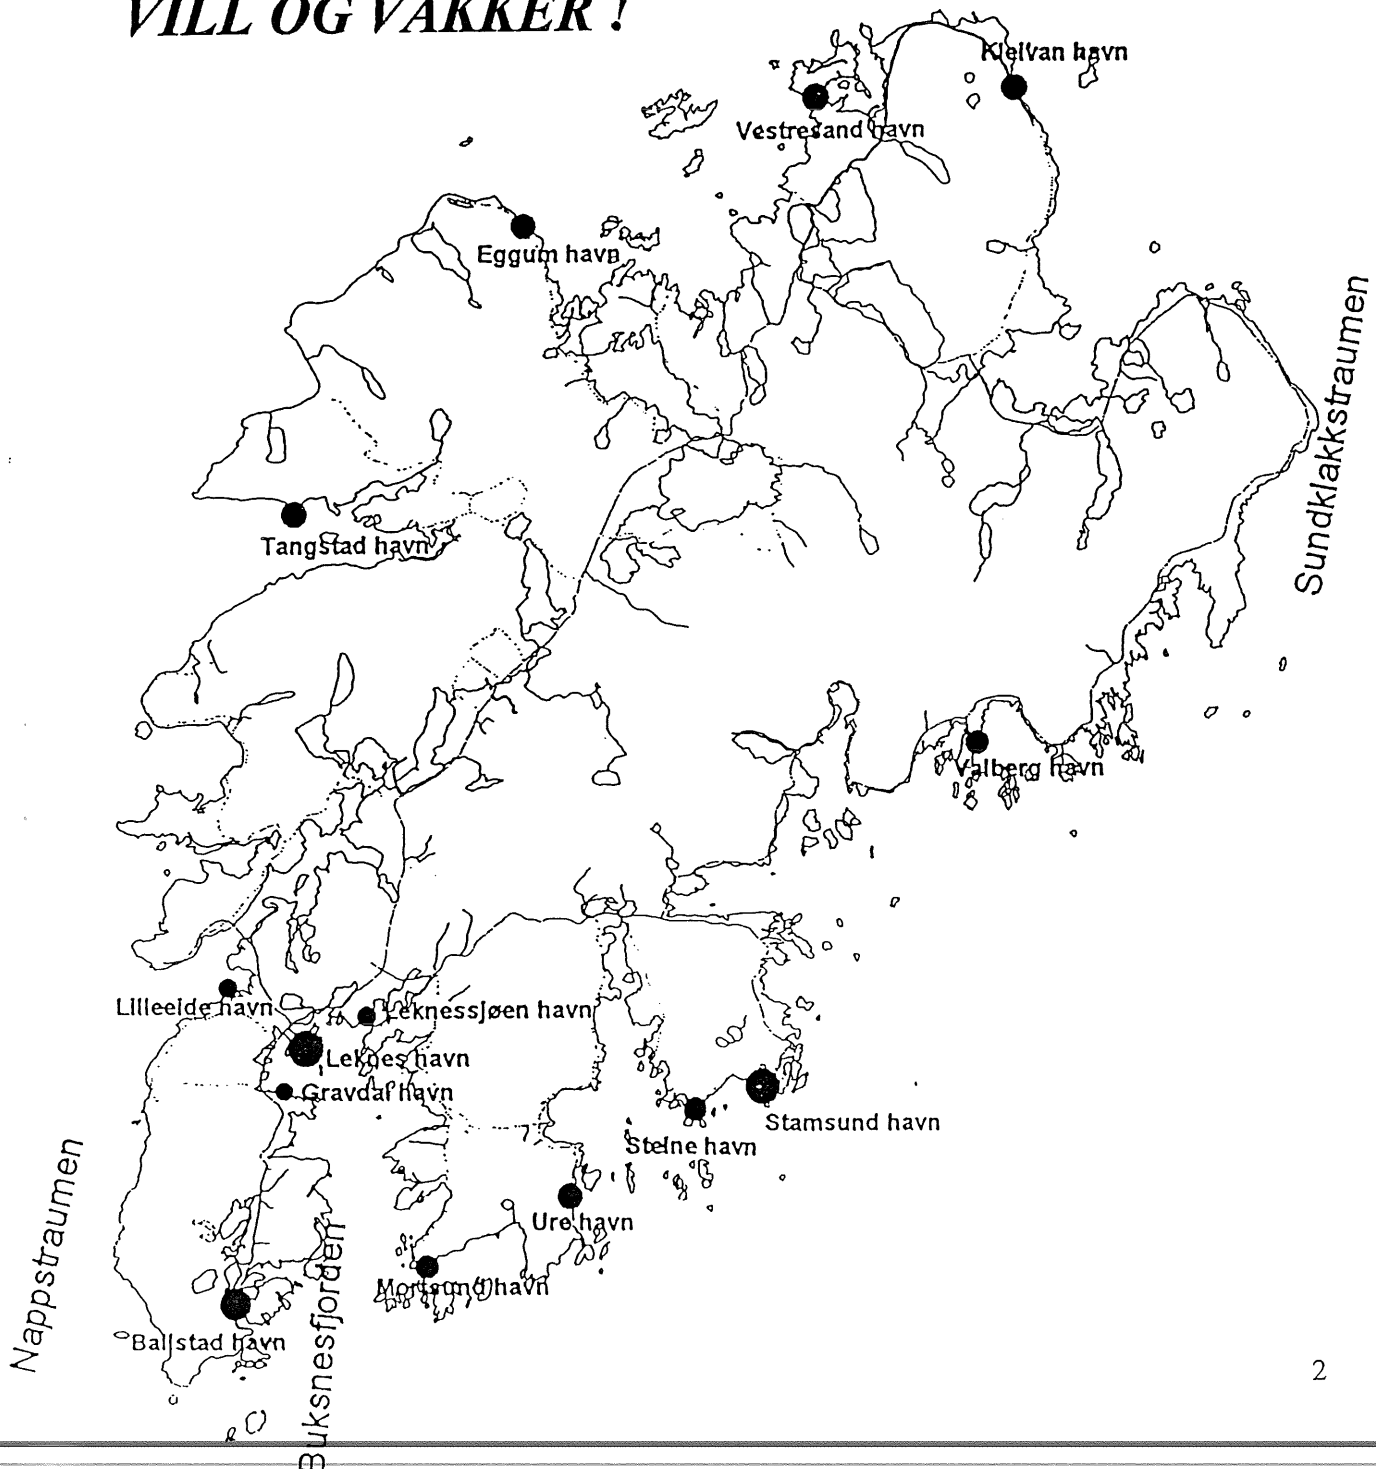 VILL OG VAKKER !
Kleivan havn
Vestresand havn
Eggum havn
Sundklakkstraumen
Tangstad havn
Valberg havn
Lilleeide havn
Leknessjøen havn
Leknes havn
Gravdal havn
Stamsund havn
Steine havn
Ure havn
Mortsund havn
Nappstraumen
Buksnesfjorden
Ballstad havn
2